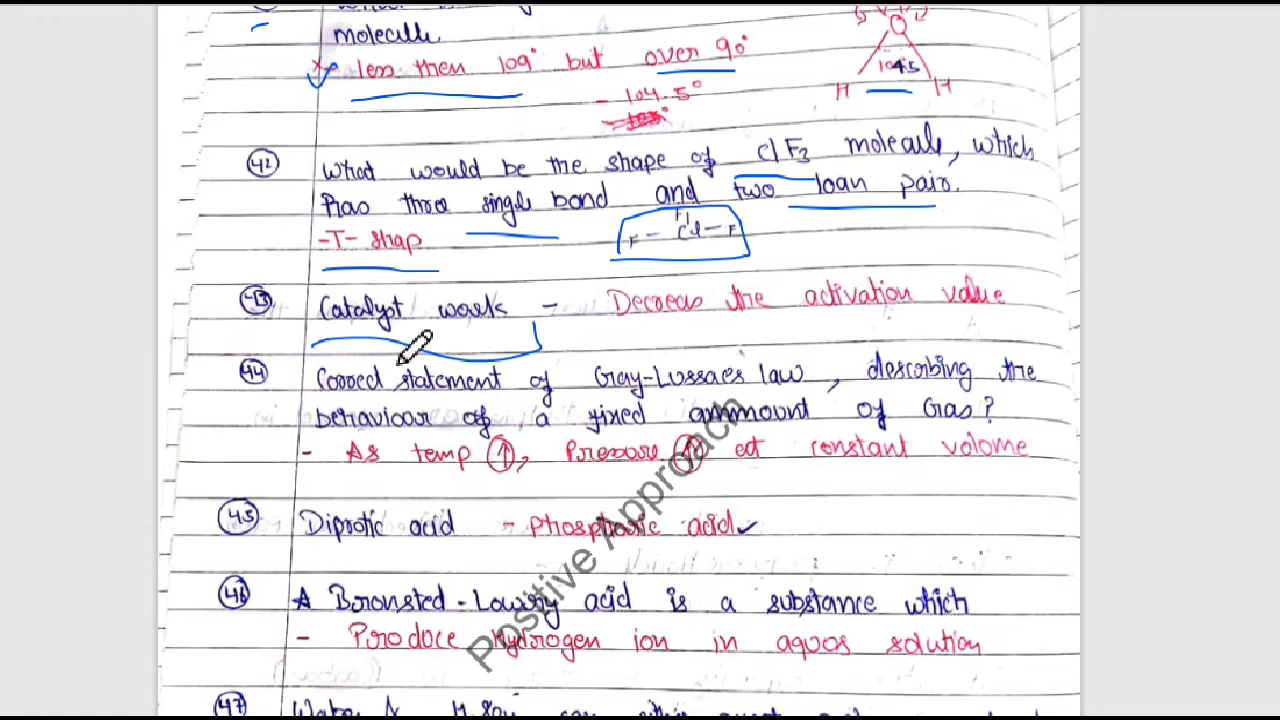 molecule
less then 109° but over 90°
- 104.5°
104.5
H H
42 What would be the shape of ClF3 molecule, which
has three single bond and two loan pair.
-T- shap
F - Cl - F
43 Catalyst work - Decreas the activation value
44 Correct statement of Gray-Lussacs law, describing the
behaviour of a fixed ammount of Gas?
- As temp ↑, Pressure ↑ at constant volome
45 Diprotic acid - Phosphoric acid
46 A Bronsted-Lowry acid is a substance which
- Produce Hydrogen ion in aquos solution
47
Positive Approach